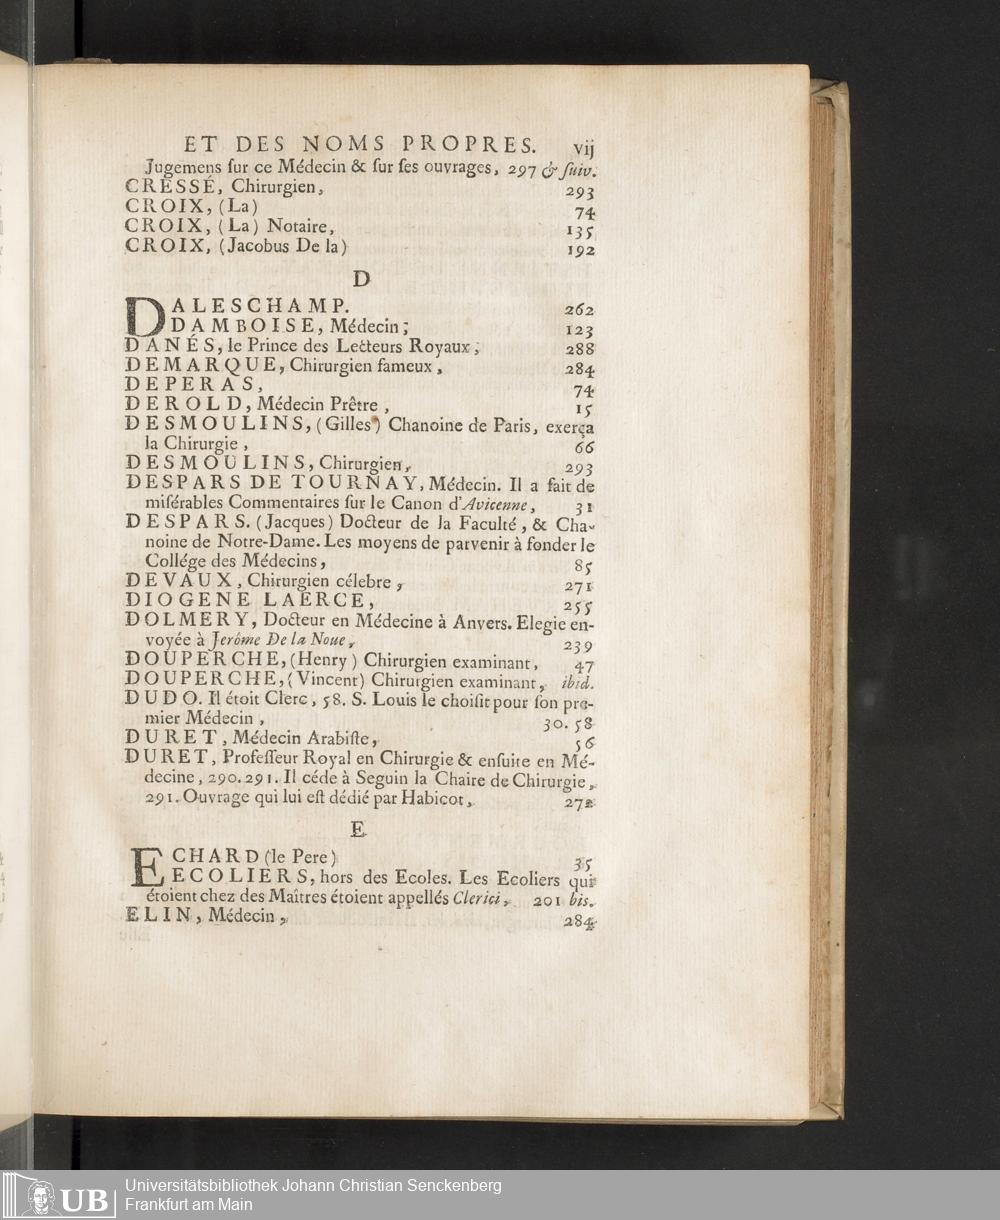 ET DES NOMS PROPRES. vij
Jugemens ſur ce Médecin & ſur ſes ouvrages, 297 & ſuiv.
CRESSÉ, Chirurgien, 293
CROIX, (La) 74
CROIX, (La) Notaire, 135
CROIX, (Jacobus De la) 192
D
DALESCHAMP. 262
DAMBOISE, Médecin; 123
DANÉS, le Prince des Lecteurs Royaux, 288
DEMARQUE, Chirurgien fameux, 284
DEPERAS, 74
DEROLD, Médecin Prêtre, 15
DESMOULINS, (Gilles) Chanoine de Paris, exerça
la Chirurgie, 66
DESMOULINS, Chirurgien, 293
DESPARS DE TOURNAY, Médecin. Il a fait de
miſérables Commentaires ſur le Canon d'Avicenne, 31
DESPARS. (Jacques) Docteur de la Faculté, & Cha-
noine de Notre-Dame. Les moyens de parvenir à fonder le
Collége des Médecins, 85
DEVAUX, Chirurgien célebre, 271
DIOGENE LAERCE, 255
DOLMERY, Docteur en Médecine à Anvers. Elegie en-
voyée à Jerôme De la Noue, 239
DOUPERCHE, (Henry) Chirurgien examinant, 47
DOUPERCHE, (Vincent) Chirurgien examinant, ibid.
DUDO. Il étoit Clerc, 58. S. Louis le choiſit pour ſon pre-
mier Médecin, 30. 58
DURET, Médecin Arabiſte, 56
DURET, Profeſſeur Royal en Chirurgie & enſuite en Mé-
decine, 290. 291. Il céde à Seguin la Chaire de Chirurgie,
291. Ouvrage qui lui eſt dédié par Habicot, 272
E
ECHARD (le Pere) 35
ECOLIERS, hors des Ecoles. Les Ecoliers qui
étoient chez des Maîtres étoient appellés Clerici, 201 bis.
ELIN, Médecin, 284
UB
Universitätsbibliothek Johann Christian Senckenberg
Frankfurt am Main